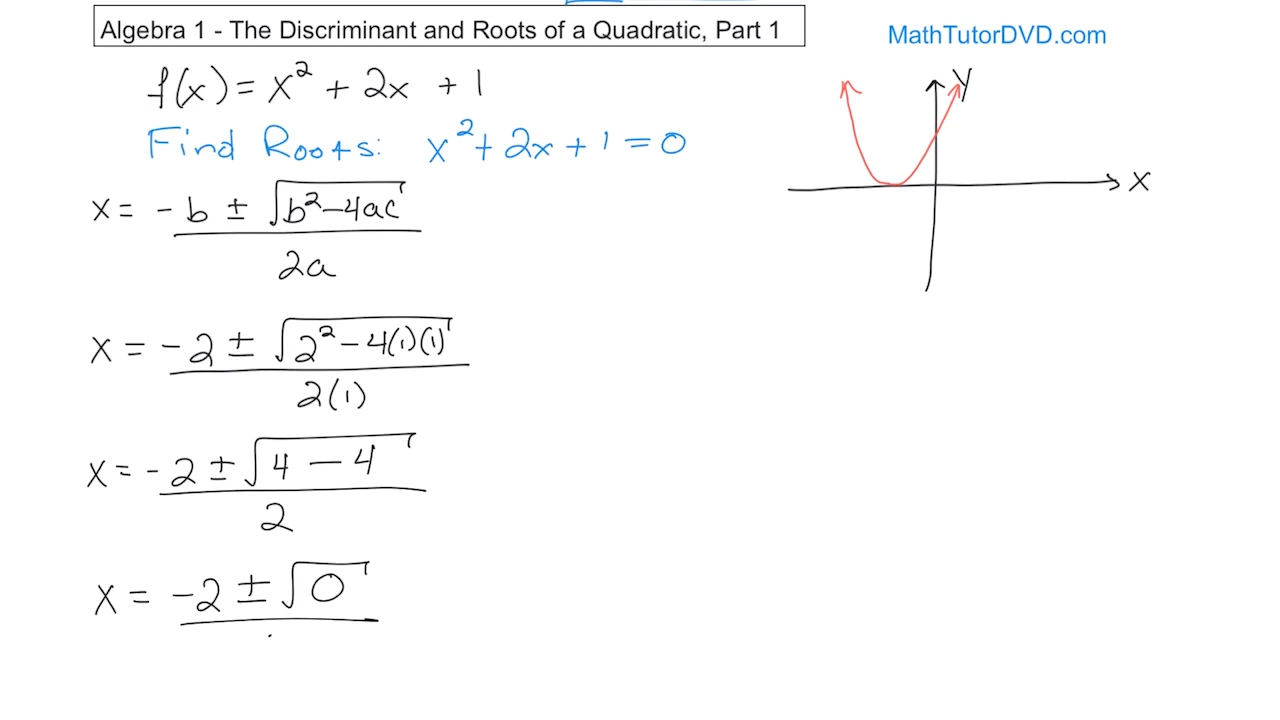 Algebra 1 - The Discriminant and Roots of a Quadratic, Part 1
MathTutorDVD.com
f(x) = x² + 2x + 1
Find Roots: x² + 2x + 1 = 0
y
x
x = -b ± √b²-4ac
2a
x = -2 ± √2² - 4(1)(1)
2(1)
x = -2 ± √4 - 4
2
x = -2 ± √0